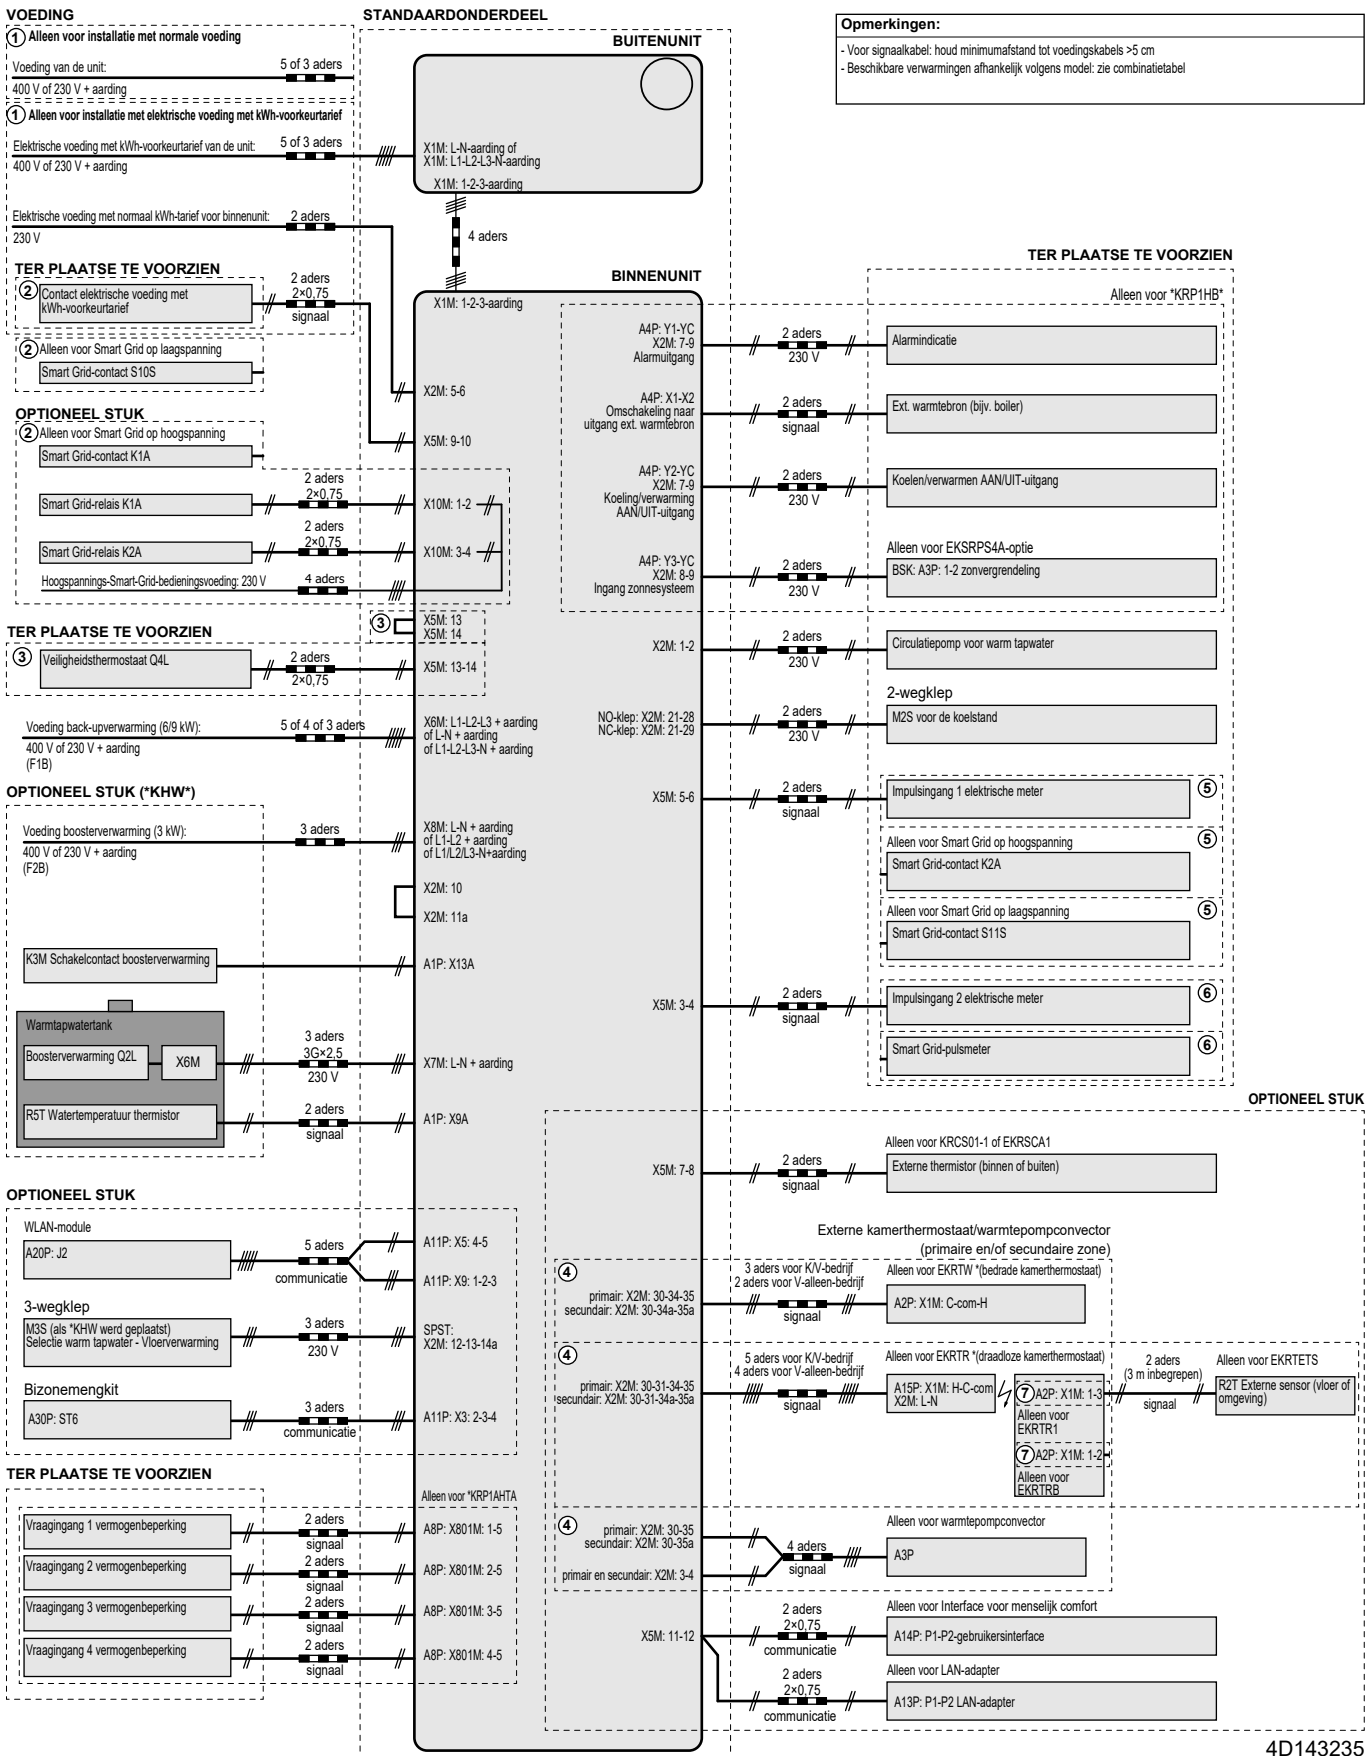 VOEDING
1 Alleen voor installatie met normale voeding
Voeding van de unit:
5 of 3 aders
400 V of 230 V + aarding
1 Alleen voor installatie met elektrische voeding met kWh-voorkeurtarief
Elektrische voeding met kWh-voorkeurtarief van de unit:
5 of 3 aders
400 V of 230 V + aarding
Elektrische voeding met normaal kWh-tarief voor binnenunit:
2 aders
230 V
TER PLAATSE TE VOORZIEN
2 Contact elektrische voeding met
kWh-voorkeurtarief
2 aders
2×0,75
signaal
2 Alleen voor Smart Grid op laagspanning
Smart Grid-contact S10S
OPTIONEEL STUK
2 Alleen voor Smart Grid op hoogspanning
Smart Grid-contact K1A
Smart Grid-relais K1A
2 aders
2×0,75
Smart Grid-relais K2A
2 aders
2×0,75
Hoogspannings-Smart-Grid-bedieningsvoeding: 230 V
4 aders
TER PLAATSE TE VOORZIEN
3 Veiligheidsthermostaat Q4L
2 aders
2×0,75
Voeding back-upverwarming (6/9 kW):
5 of 4 of 3 aders
400 V of 230 V + aarding
(F1B)
OPTIONEEL STUK (*KHW*)
Voeding boosterverwarming (3 kW):
3 aders
400 V of 230 V + aarding
(F2B)
K3M Schakelcontact boosterverwarming
Warmtapwatertank
Boosterverwarming Q2L
X6M
3 aders
3G×2,5
230 V
R5T Watertemperatuur thermistor
2 aders
signaal
OPTIONEEL STUK
WLAN-module
A20P: J2
5 aders
communicatie
3-wegklep
M3S (als *KHW werd geplaatst)
Selectie warm tapwater - Vloerverwarming
3 aders
230 V
Bizonemengkit
A30P: ST6
3 aders
communicatie
TER PLAATSE TE VOORZIEN
Vraagingang 1 vermogenbeperking
2 aders
signaal
Vraagingang 2 vermogenbeperking
2 aders
signaal
Vraagingang 3 vermogenbeperking
2 aders
signaal
Vraagingang 4 vermogenbeperking
2 aders
signaal
STANDAARDONDERDEEL
BUITENUNIT
X1M: L-N-aarding of
X1M: L1-L2-L3-N-aarding
X1M: 1-2-3-aarding
4 aders
BINNENUNIT
X1M: 1-2-3-aarding
X2M: 5-6
X5M: 9-10
X10M: 1-2
X10M: 3-4
3
X5M: 13
X5M: 14
X5M: 13-14
X6M: L1-L2-L3 + aarding
of L-N + aarding
of L1-L2-L3-N + aarding
X8M: L-N + aarding
of L1-L2 + aarding
of L1/L2/L3-N+aarding
X2M: 10
X2M: 11a
A1P: X13A
X7M: L-N + aarding
A1P: X9A
A11P: X5: 4-5
A11P: X9: 1-2-3
SPST:
X2M: 12-13-14a
A11P: X3: 2-3-4
Alleen voor *KRP1AHTA
A8P: X801M: 1-5
A8P: X801M: 2-5
A8P: X801M: 3-5
A8P: X801M: 4-5
Opmerkingen:
- Voor signaalkabel: houd minimumafstand tot voedingskabels >5 cm
- Beschikbare verwarmingen afhankelijk volgens model: zie combinatietabel
TER PLAATSE TE VOORZIEN
Alleen voor *KRP1HB*
A4P: Y1-YC
X2M: 7-9
Alarmuitgang
2 aders
230 V
Alarmindicatie
A4P: X1-X2
Omschakeling naar
uitgang ext. warmtebron
2 aders
signaal
Ext. warmtebron (bijv. boiler)
A4P: Y2-YC
X2M: 7-9
Koeling/verwarming
AAN/UIT-uitgang
2 aders
230 V
Koelen/verwarmen AAN/UIT-uitgang
Alleen voor EKSRPS4A-optie
A4P: Y3-YC
X2M: 8-9
Ingang zonnesysteem
2 aders
230 V
BSK: A3P: 1-2 zonvergrendeling
X2M: 1-2
2 aders
230 V
Circulatiepomp voor warm tapwater
2-wegklep
NO-klep: X2M: 21-28
NC-klep: X2M: 21-29
2 aders
230 V
M2S voor de koelstand
X5M: 5-6
2 aders
signaal
Impulsingang 1 elektrische meter
5
Alleen voor Smart Grid op hoogspanning
5
Smart Grid-contact K2A
Alleen voor Smart Grid op laagspanning
5
Smart Grid-contact S11S
X5M: 3-4
2 aders
signaal
Impulsingang 2 elektrische meter
6
Smart Grid-pulsmeter
6
OPTIONEEL STUK
Alleen voor KRCS01-1 of EKRSCA1
X5M: 7-8
2 aders
signaal
Externe thermistor (binnen of buiten)
Externe kamerthermostaat/warmtepompconvector
(primaire en/of secundaire zone)
4
3 aders voor K/V-bedrijf
2 aders voor V-alleen-bedrijf
Alleen voor EKRTW *(bedrade kamerthermostaat)
primair: X2M: 30-34-35
secundair: X2M: 30-34a-35a
signaal
A2P: X1M: C-com-H
4
5 aders voor K/V-bedrijf
4 aders voor V-alleen-bedrijf
Alleen voor EKRTR *(draadloze kamerthermostaat)
primair: X2M: 30-31-34-35
secundair: X2M: 30-31-34a-35a
signaal
A15P: X1M: H-C-com
X2M: L-N
7 A2P: X1M: 1-3
Alleen voor
EKRTR1
7 A2P: X1M: 1-2
Alleen voor
EKRTRB
2 aders
(3 m inbegrepen)
signaal
Alleen voor EKRTETS
R2T Externe sensor (vloer of
omgeving)
4
primair: X2M: 30-35
secundair: X2M: 30-35a
primair en secundair: X2M: 3-4
4 aders
signaal
Alleen voor warmtepompconvector
A3P
X5M: 11-12
2 aders
2×0,75
communicatie
Alleen voor Interface voor menselijk comfort
A14P: P1-P2-gebruikersinterface
2 aders
2×0,75
communicatie
Alleen voor LAN-adapter
A13P: P1-P2 LAN-adapter
4D143235